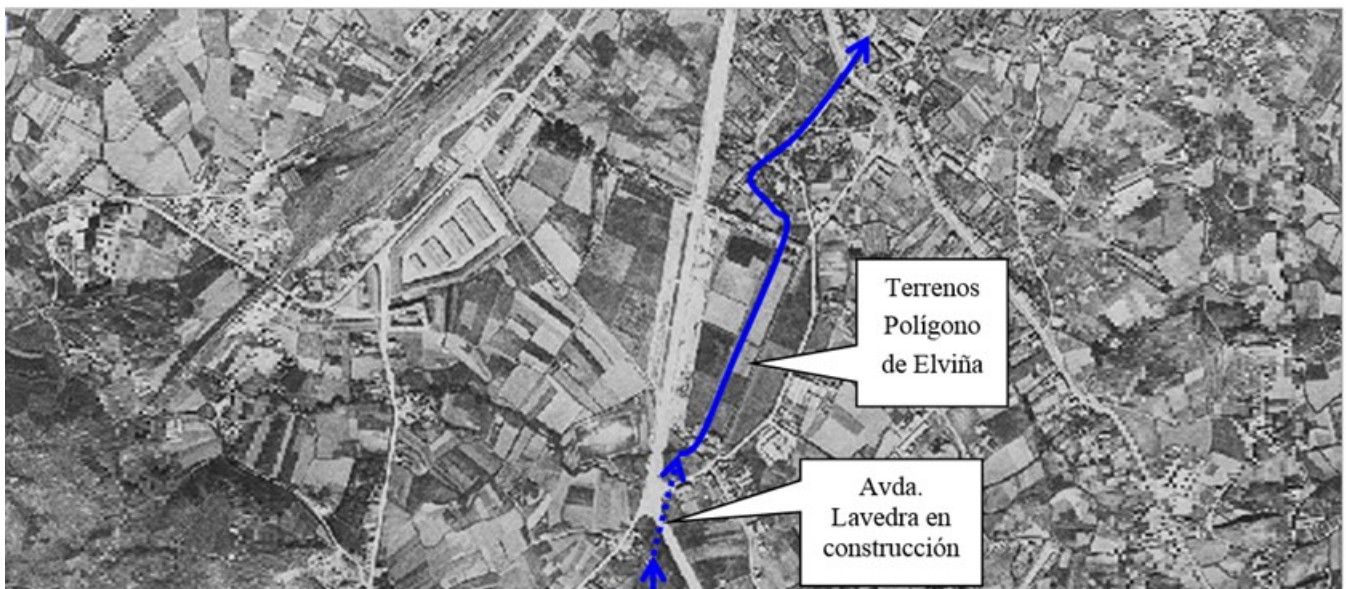 Terrenos
Polígono
de Elviña
Avda.
Lavedra en
construcción